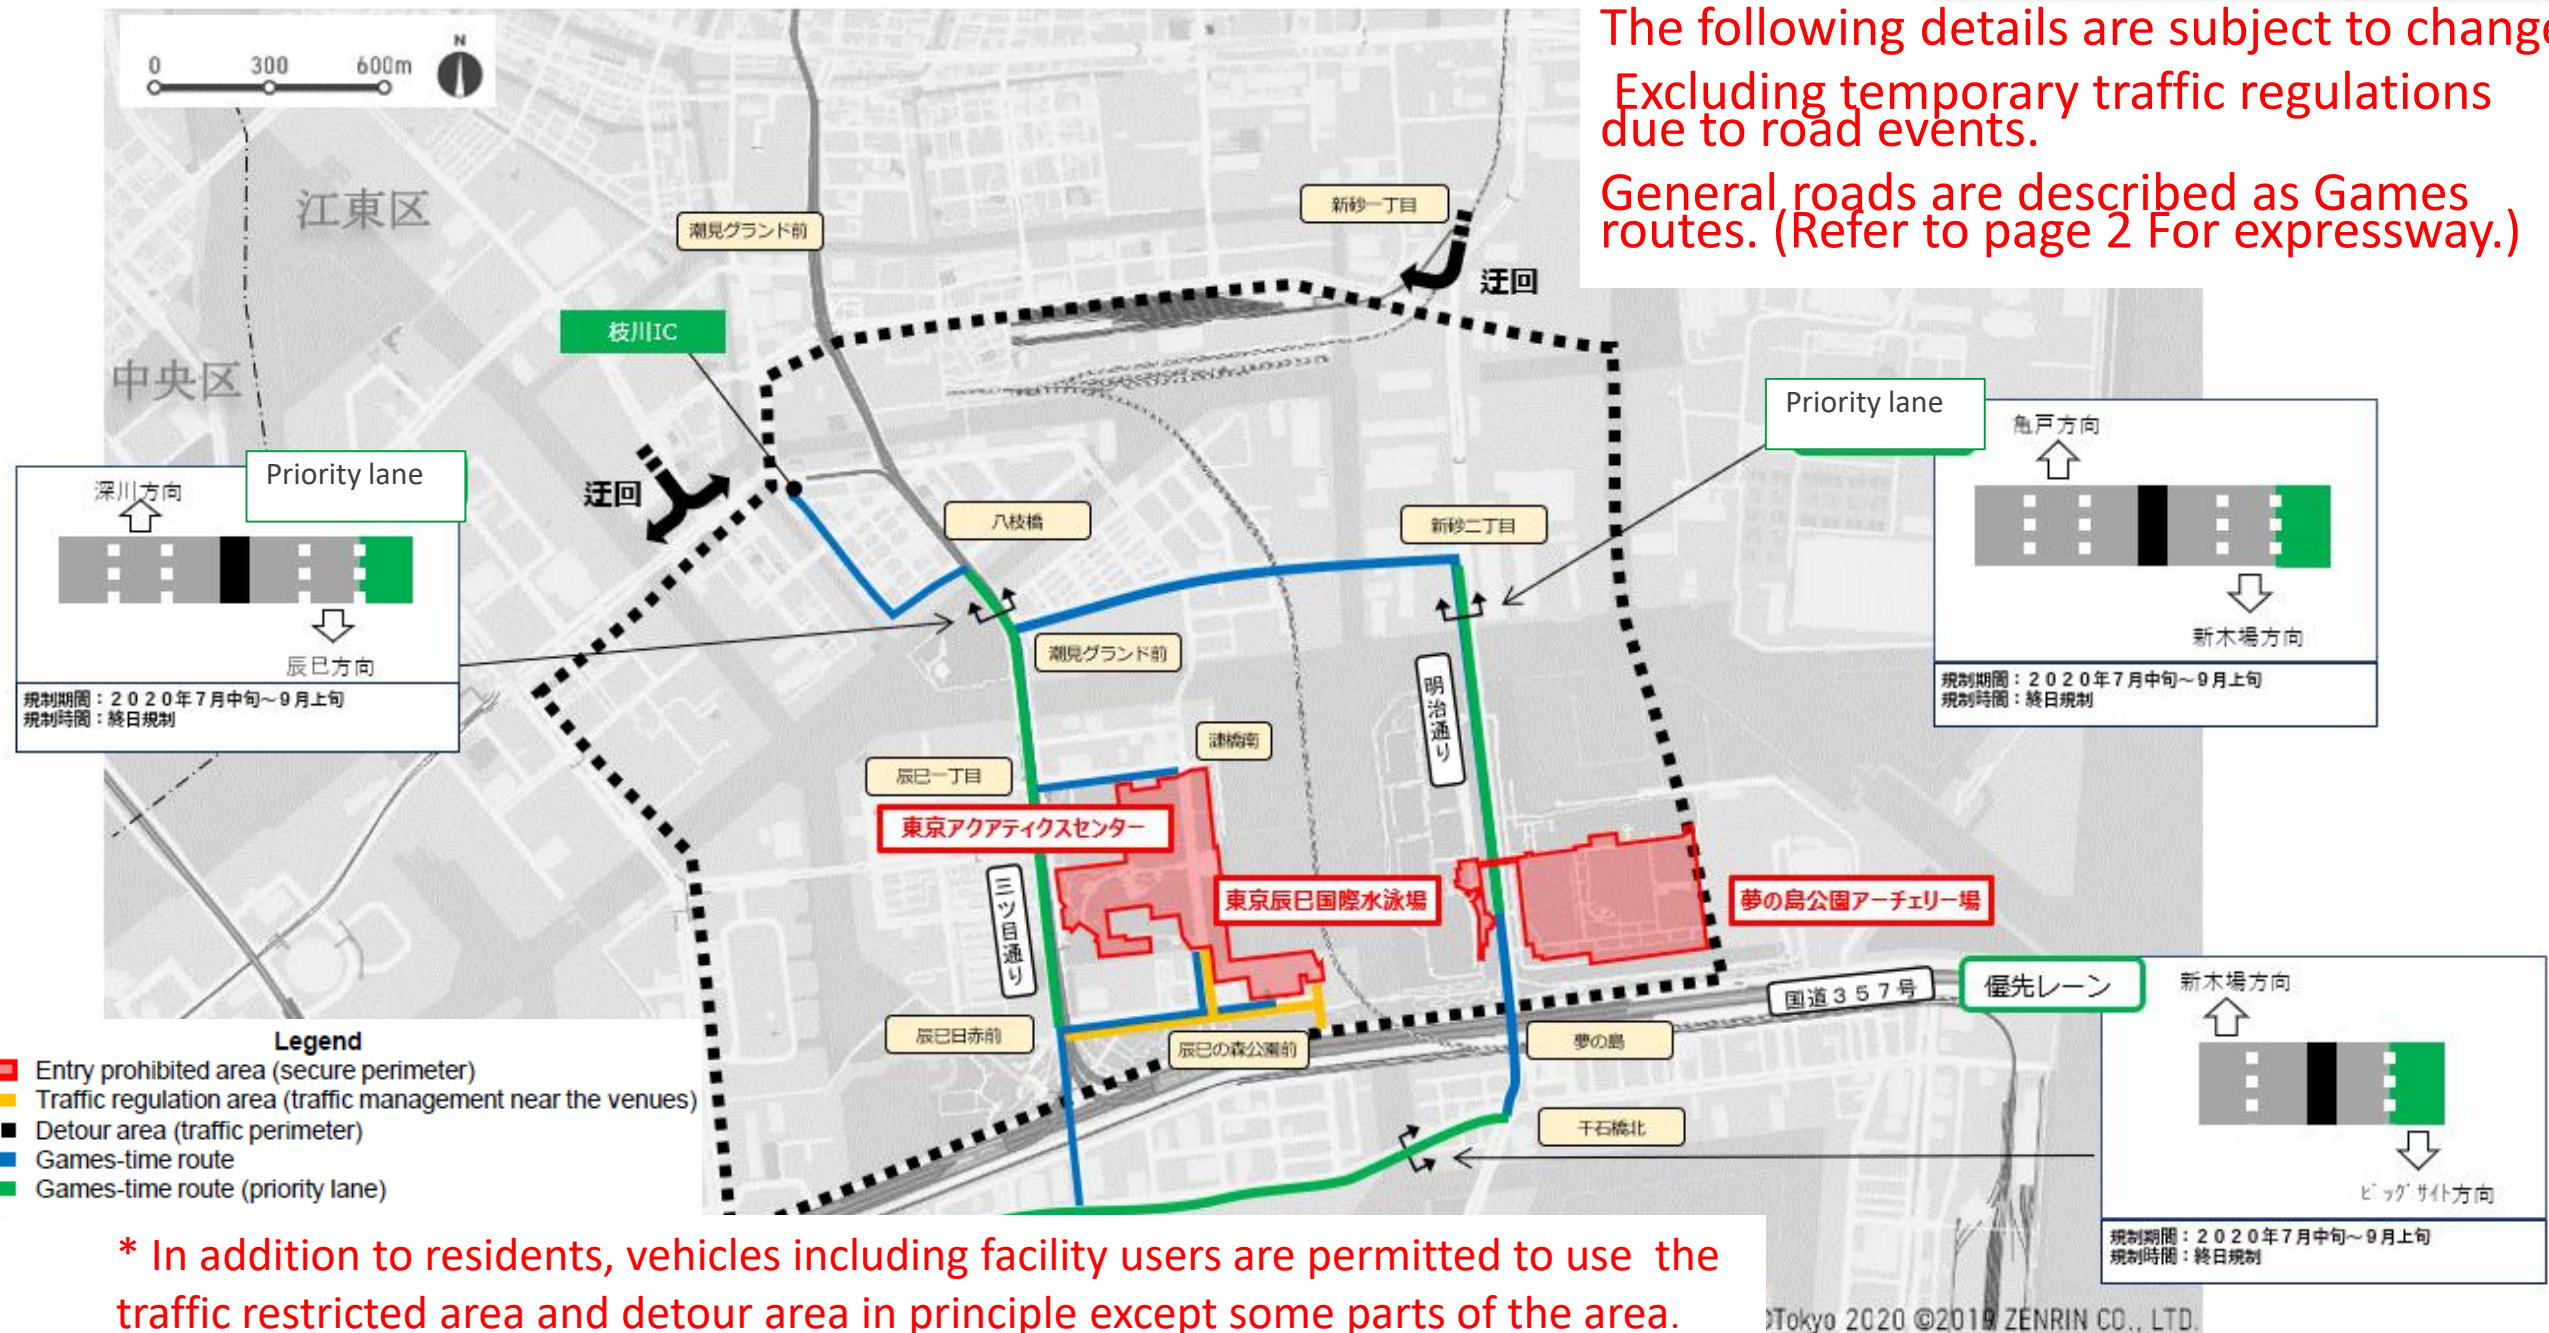 The following details are subject to change
Excluding temporary traffic regulations
due to road events.
General roads are described as Games
routes. (Refer to page 2 For expressway.)
0 300 600m
N
江東区
中央区
潮見グランド前
新砂一丁目
迂回
枝川IC
Priority lane
亀戸方向
新木場方向
規制期間：２０２０年７月中旬～９月上旬
規制時間：終日規制
Priority lane
深川方向
辰巳方向
規制期間：２０２０年７月中旬～９月上旬
規制時間：終日規制
迂回
八枝橋
新砂二丁目
潮見グランド前
明治通り
漣橋南
辰巳一丁目
東京アクアティクスセンター
三ツ目通り
東京辰巳国際水泳場
夢の島公園アーチェリー場
国道３５７号
優先レーン
新木場方向
ビッグサイト方向
規制期間：２０２０年７月中旬～９月上旬
規制時間：終日規制
辰巳日赤前
辰巳の森公園前
夢の島
千石橋北
Legend
Entry prohibited area (secure perimeter)
Traffic regulation area (traffic management near the venues)
Detour area (traffic perimeter)
Games-time route
Games-time route (priority lane)
* In addition to residents, vehicles including facility users are permitted to use the
traffic restricted area and detour area in principle except some parts of the area.
©Tokyo 2020 ©2019 ZENRIN CO., LTD.